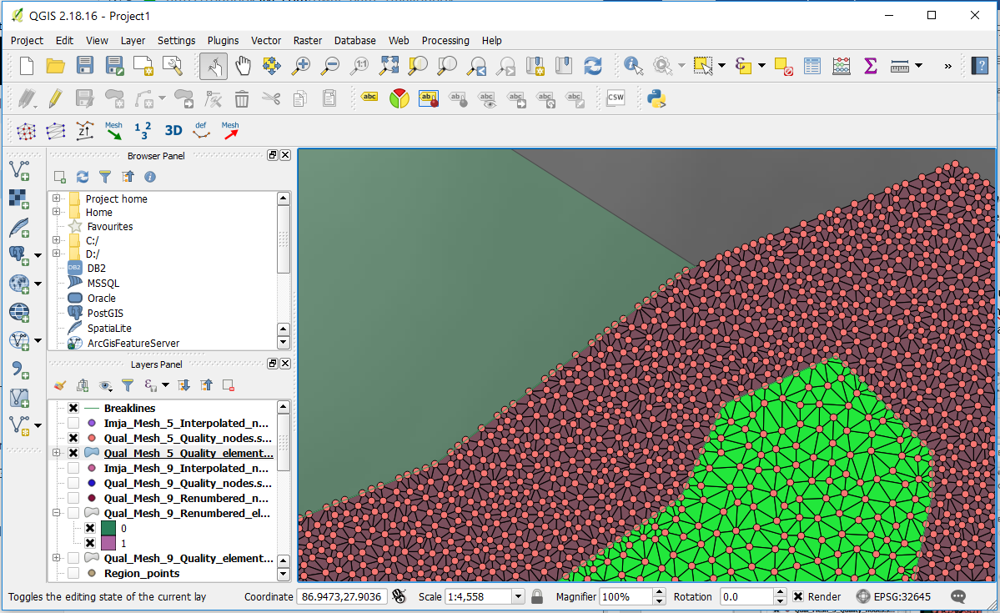 QGIS 2.18.16 - Project1
Project Edit View Layer Settings Plugins Vector Raster Database Web Processing Help
1:1
Σ
»
?
abc abc abc abc abc abc abc abc CSW
Mesh 1 2 3 3D def Mesh
Browser Panel
Project home
Home
Favourites
C:/
D:/
DB2 DB2
MSSQL
Oracle
PostGIS
SpatiaLite
ArcGisFeatureServer
Layers Panel
Breaklines
Imja_Mesh_5_Interpolated_n...
Qual_Mesh_5_Quality_nodes.s...
Qual_Mesh_5_Quality_element...
Imja_Mesh_9_Interpolated_n...
Qual_Mesh_9_Quality_nodes.s...
Qual_Mesh_9_Renumbered_n...
Qual_Mesh_9_Renumbered_el...
0
1
Qual_Mesh_9_Quality_element...
Region_points
Toggles the editing state of the current lay Coordinate 86.9473,27.9036 Scale 1:4,558 Magnifier 100% Rotation 0.0 Render EPSG:32645